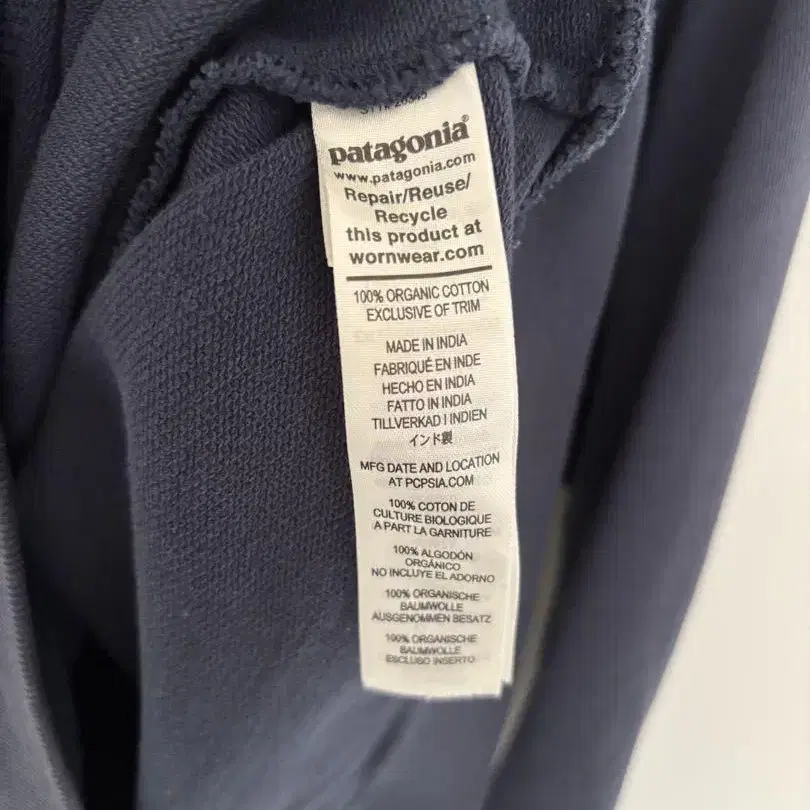 patagonia®
www.patagonia.com
Repair/Reuse/
Recycle
this product at
wornwear.com
100% ORGANIC COTTON
EXCLUSIVE OF TRIM
MADE IN INDIA
FABRIQUÉ EN INDE
HECHO EN INDIA
FATTO IN INDIA
TILLVERKAD I INDIEN
インド製
MFG DATE AND LOCATION
AT PCPSIA.COM
100% COTON DE
CULTURE BIOLOGIQUE
A PART LA GARNITURE
100% ALGODÓN
ORGÁNICO
NO INCLUYE EL ADORNO
100% ORGANISCHE
BAUMWOLLE
AUSGENOMMEN BESATZ
100% ORGANISCHE
BAUMWOLLE
ESCLUSO INSERTO